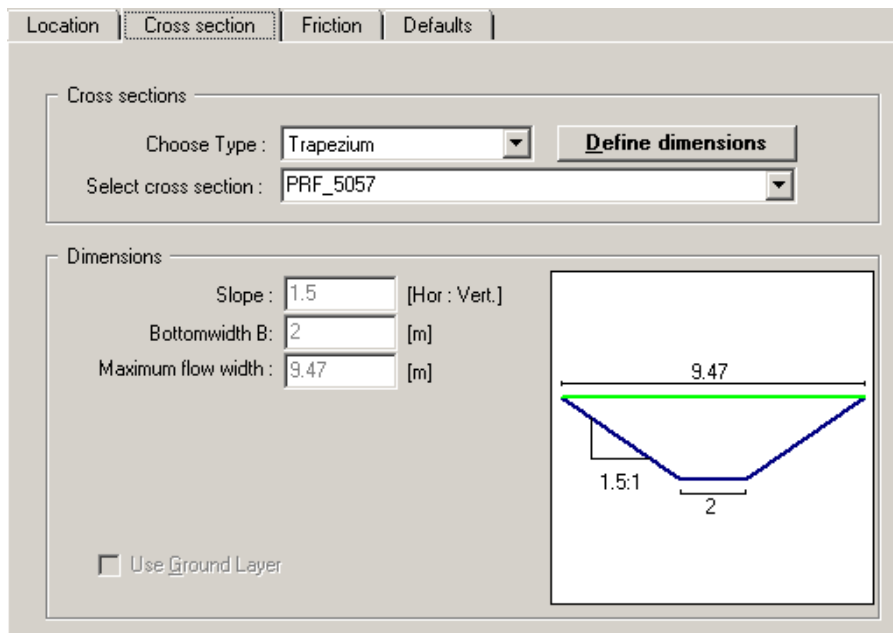 Location Cross section Friction Defaults
Cross sections
Choose Type : Trapezium Define dimensions
Select cross section : PRF_5057
Dimensions
Slope : 1.5 [Hor : Vert.]
Bottomwidth B: 2 [m]
Maximum flow width : 9.47 [m]
9.47
1.5:1
2
Use Ground Layer